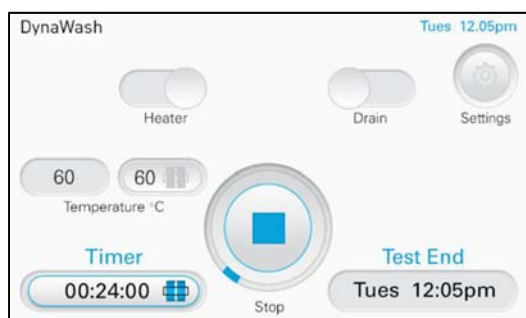 DynaWash
Tues 12.05pm
Heater
Drain
Settings
60
60
Temperature °C
Timer
00:24:00
Stop
Test End
Tues 12:05pm